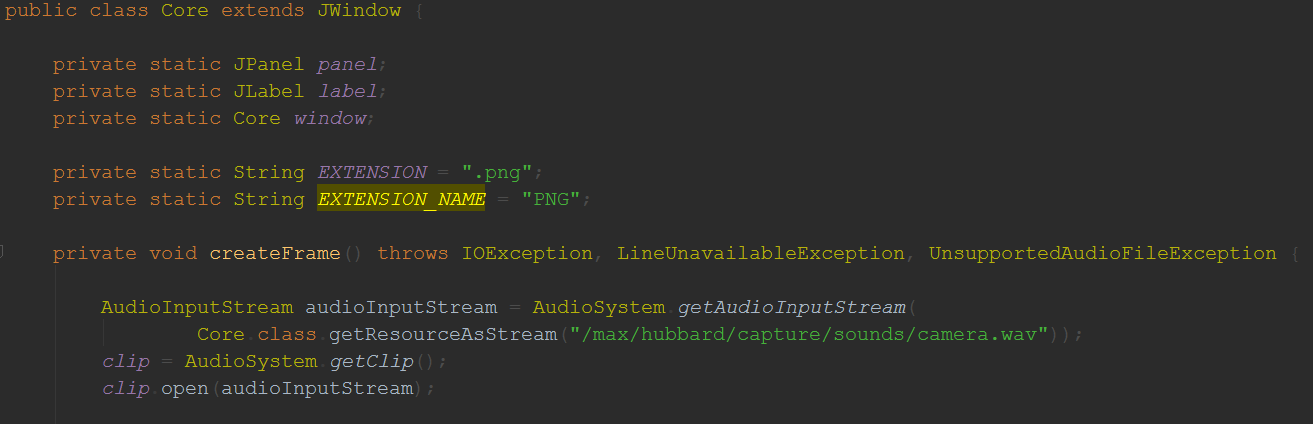 public class Core extends JWindow {
private static JPanel panel;
private static JLabel label;
private static Core window;
private static String EXTENSION = ".png";
private static String EXTENSION_NAME = "PNG";
private void createFrame() throws IOException, LineUnavailableException, UnsupportedAudioFileException {
AudioInputStream audioInputStream = AudioSystem.getAudioInputStream(
Core.class.getResourceAsStream("/max/hubbard/capture/sounds/camera.wav"));
clip = AudioSystem.getClip();
clip.open(audioInputStream);